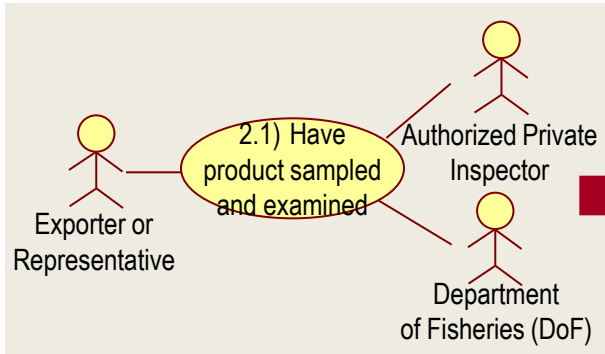 2.1) Have
product sampled
and examined
Exporter or
Representative
Authorized Private
Inspector
Department
of Fisheries (DoF)